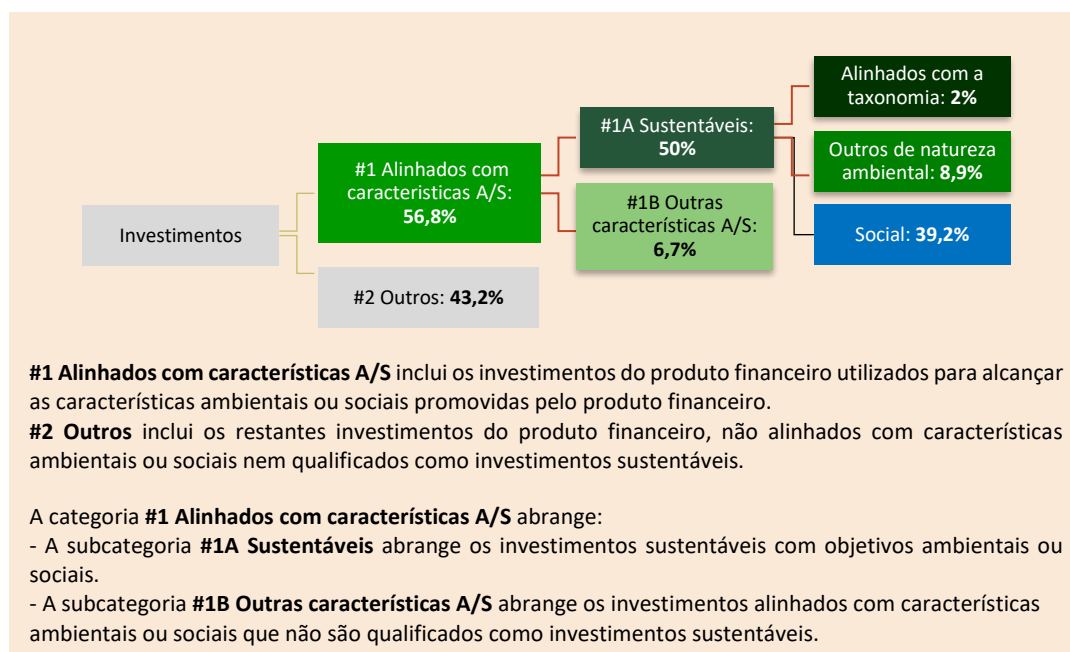 Investimentos
#1 Alinhados com
caracteristicas A/S:
56,8%
#2 Outros: 43,2%
#1A Sustentáveis:
50%
#1B Outras
características A/S:
6,7%
Alinhados com a
taxonomia: 2%
Outros de natureza
ambiental: 8,9%
Social: 39,2%
#1 Alinhados com características A/S inclui os investimentos do produto financeiro utilizados para alcançar
as características ambientais ou sociais promovidas pelo produto financeiro.
#2 Outros inclui os restantes investimentos do produto financeiro, não alinhados com características
ambientais ou sociais nem qualificados como investimentos sustentáveis.
A categoria #1 Alinhados com características A/S abrange:
- A subcategoria #1A Sustentáveis abrange os investimentos sustentáveis com objetivos ambientais ou
sociais.
- A subcategoria #1B Outras características A/S abrange os investimentos alinhados com características
ambientais ou sociais que não são qualificados como investimentos sustentáveis.